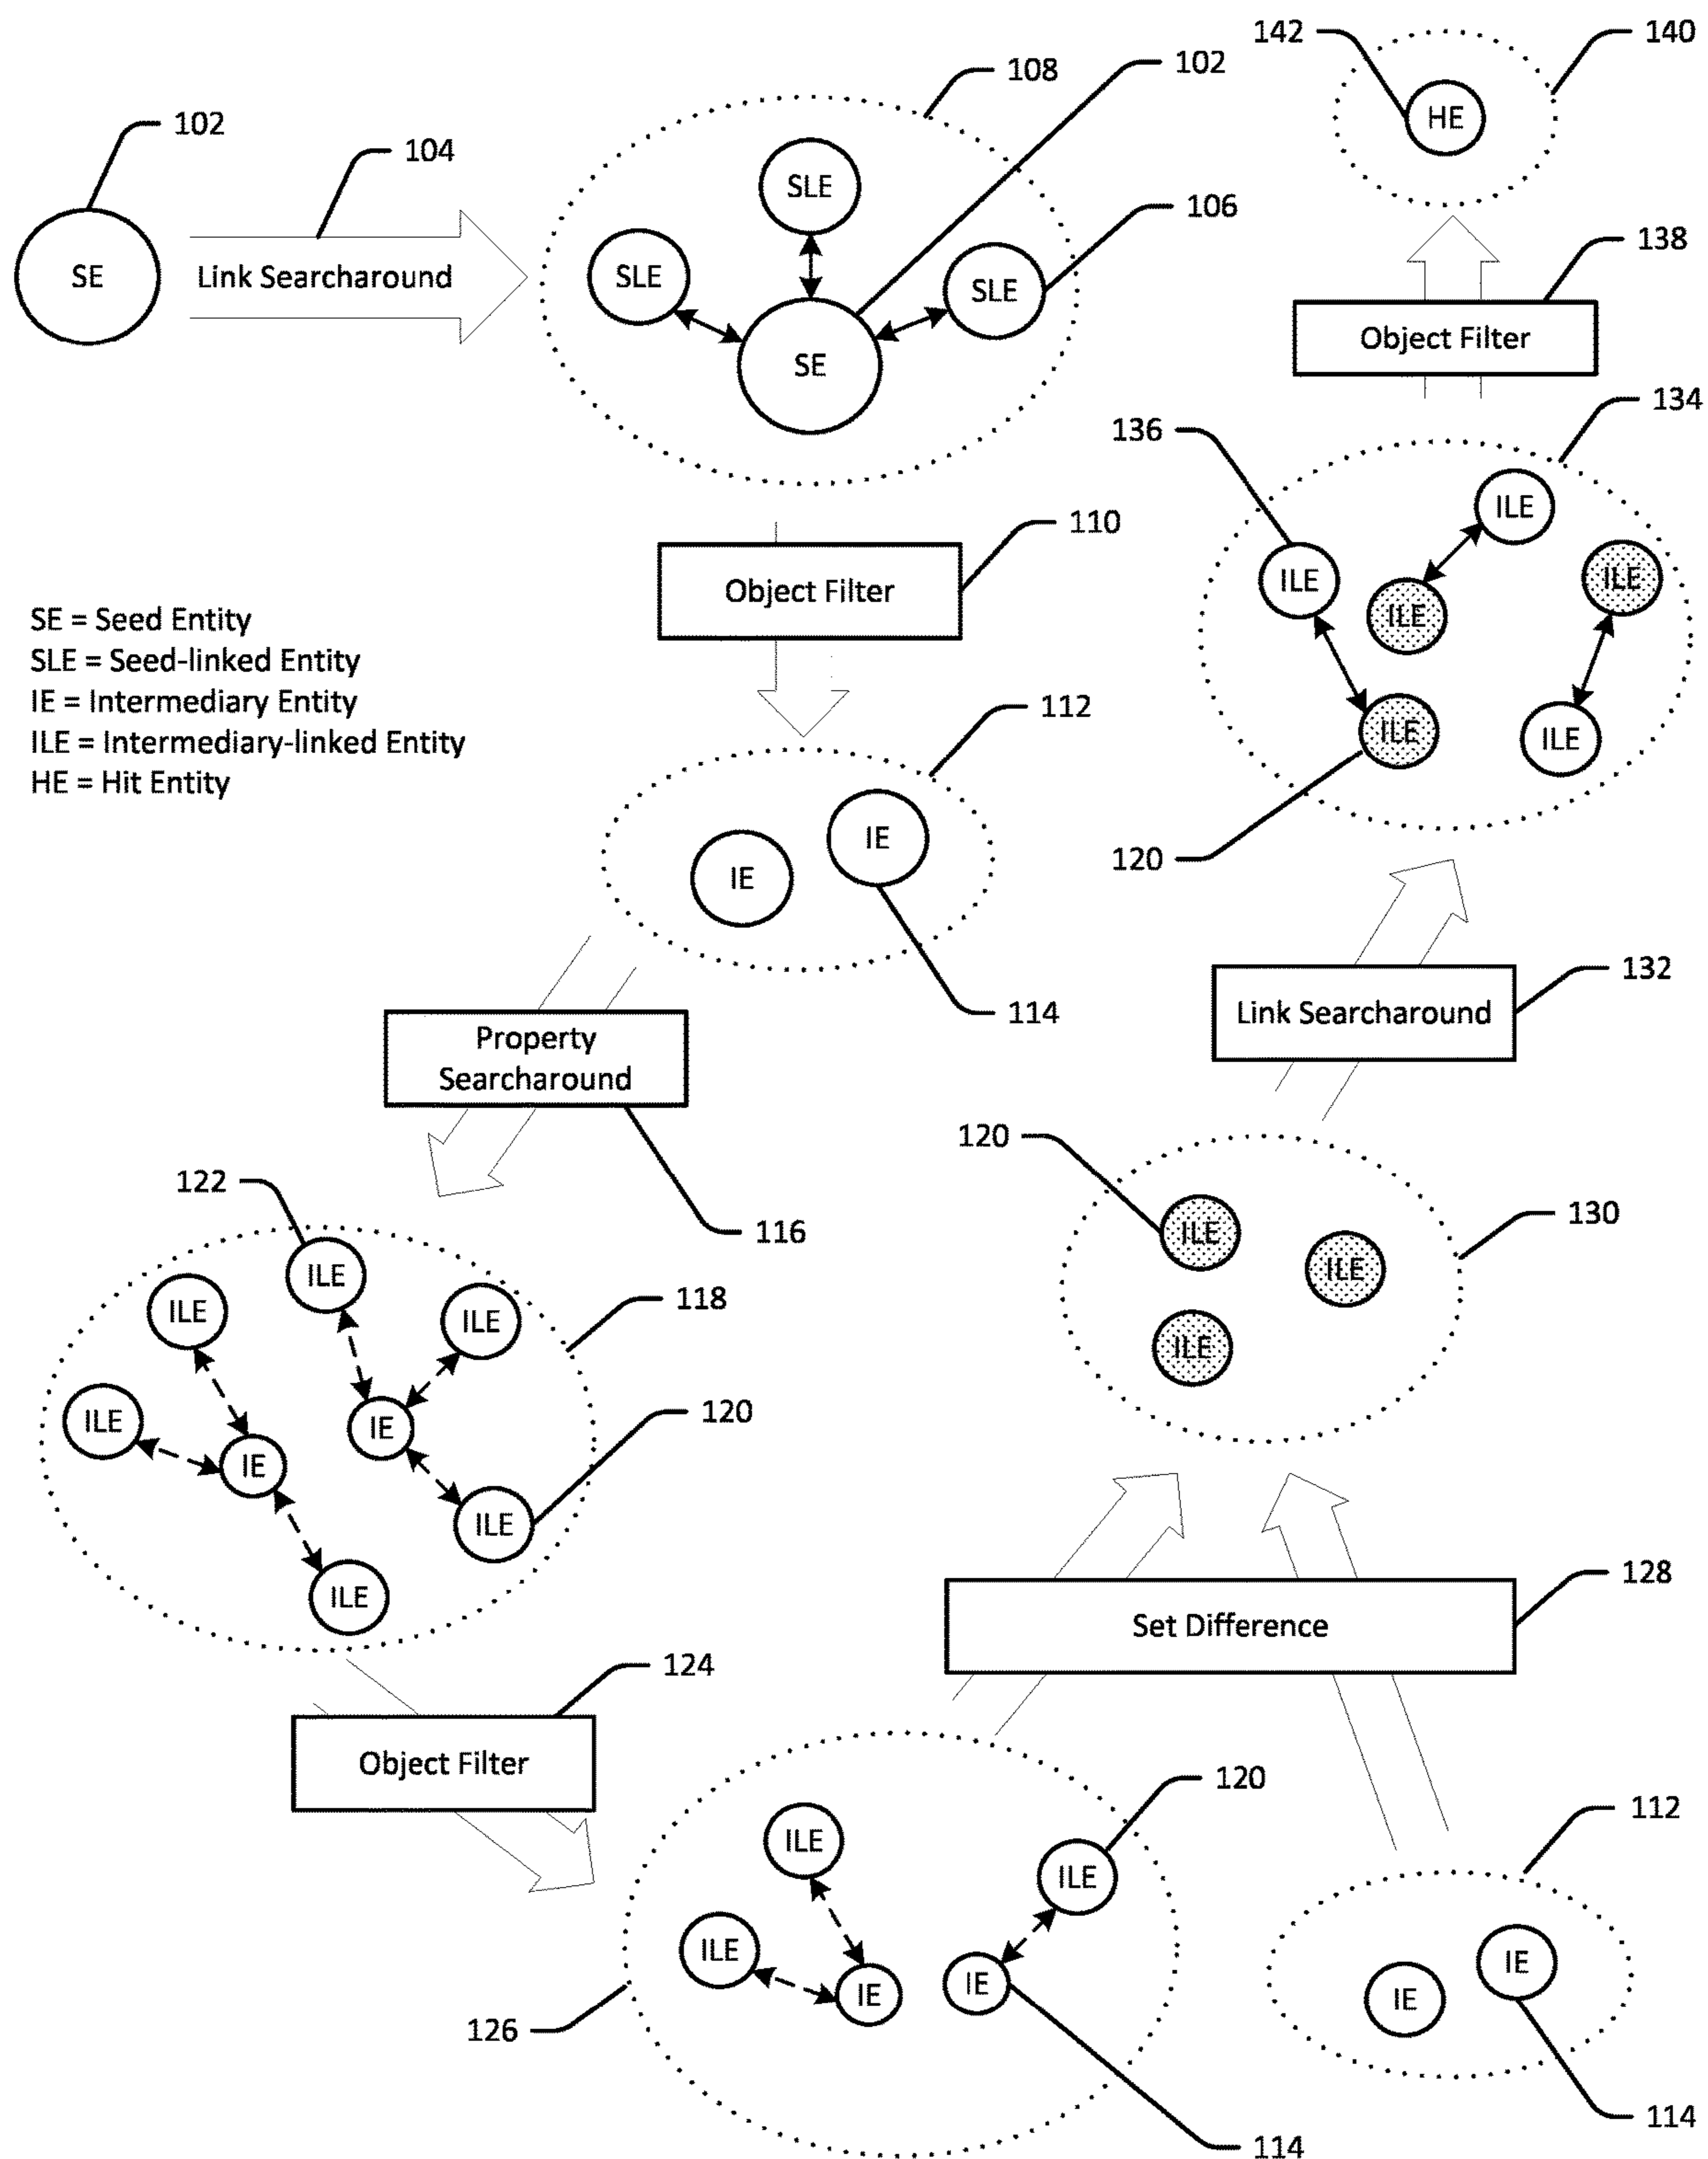 142
140
102
108
102
104
SLE
HE
106
SE
Link Searcharound
SLE
SLE
138
SE
Object Filter
134
136
110
ILE
Object Filter
ILE
ILE
ILE
SE = Seed Entity
SLE = Seed-linked Entity
IE = Intermediary Entity
ILE = Intermediary-linked Entity
HE = Hit Entity
112
ILE
ILE
IE
IE
120
114
132
Property
Searcharound
Link Searcharound
116
120
122
ILE
ILE
130
118
ILE
ILE
ILE
ILE
ILE
IE
120
IE
ILE
ILE
128
Set Difference
124
Object Filter
120
112
ILE
ILE
ILE
IE
IE
IE
IE
126
114
114